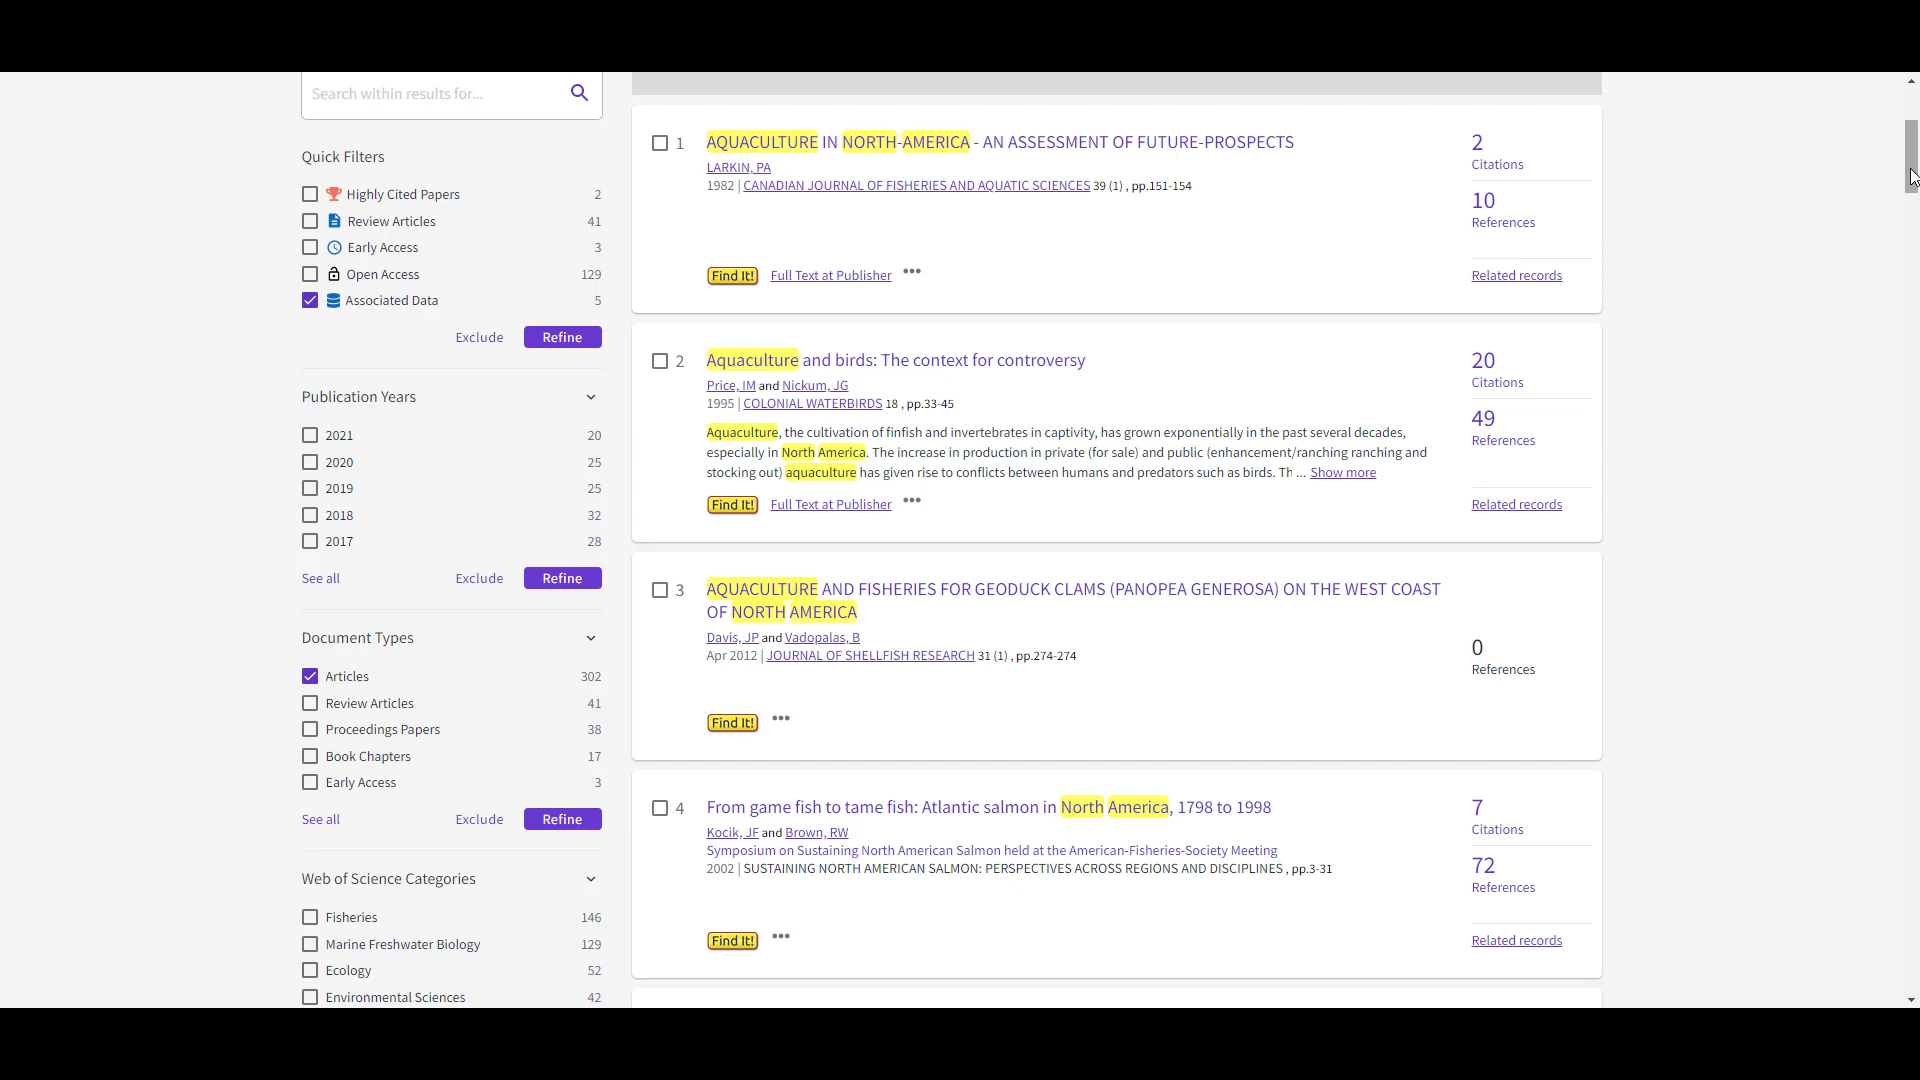 Search within results for...
Quick Filters
Highly Cited Papers 2
Review Articles 41
Early Access 3
Open Access 129
Associated Data 5
Exclude Refine
Publication Years
2021 20
2020 25
2019 25
2018 32
2017 28
See all Exclude Refine
Document Types
Articles 302
Review Articles 41
Proceedings Papers 38
Book Chapters 17
Early Access 3
See all Exclude Refine
Web of Science Categories
Fisheries 146
Marine Freshwater Biology 129
Ecology 52
Environmental Sciences 42
1 AQUACULTURE IN NORTH-AMERICA - AN ASSESSMENT OF FUTURE-PROSPECTS
LARKIN, PA
1982 | CANADIAN JOURNAL OF FISHERIES AND AQUATIC SCIENCES 39 (1) , pp.151-154
Find It! Full Text at Publisher •••
2
Citations
10
References
Related records
2 Aquaculture and birds: The context for controversy
Price, IM and Nickum, JG
1995 | COLONIAL WATERBIRDS 18 , pp.33-45
Aquaculture, the cultivation of finfish and invertebrates in captivity, has grown exponentially in the past several decades,
especially in North America. The increase in production in private (for sale) and public (enhancement/ranching ranching and
stocking out) aquaculture has given rise to conflicts between humans and predators such as birds. Th ... Show more
Find It! Full Text at Publisher •••
20
Citations
49
References
Related records
3 AQUACULTURE AND FISHERIES FOR GEODUCK CLAMS (PANOPEA GENEROSA) ON THE WEST COAST
OF NORTH AMERICA
Davis, JP and Vadopalas, B
Apr 2012 | JOURNAL OF SHELLFISH RESEARCH 31 (1) , pp.274-274
Find It! •••
0
References
4 From game fish to tame fish: Atlantic salmon in North America, 1798 to 1998
Kocik, JF and Brown, RW
Symposium on Sustaining North American Salmon held at the American-Fisheries-Society Meeting
2002 | SUSTAINING NORTH AMERICAN SALMON: PERSPECTIVES ACROSS REGIONS AND DISCIPLINES , pp.3-31
Find It! •••
7
Citations
72
References
Related records